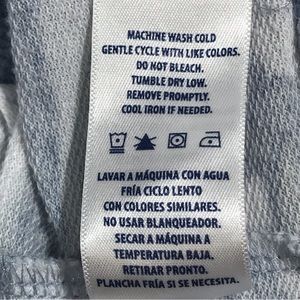 MACHINE WASH COLD
GENTLE CYCLE WITH LIKE COLORS.
DO NOT BLEACH.
TUMBLE DRY LOW.
REMOVE PROMPTLY.
COOL IRON IF NEEDED.
LAVAR A MÁQUINA CON AGUA
FRÍA CICLO LENTO
CON COLORES SIMILARES.
NO USAR BLANQUEADOR.
SECAR A MÁQUINA A
TEMPERATURA BAJA.
RETIRAR PRONTO.
PLANCHA FRÍA SI SE NECESITA.